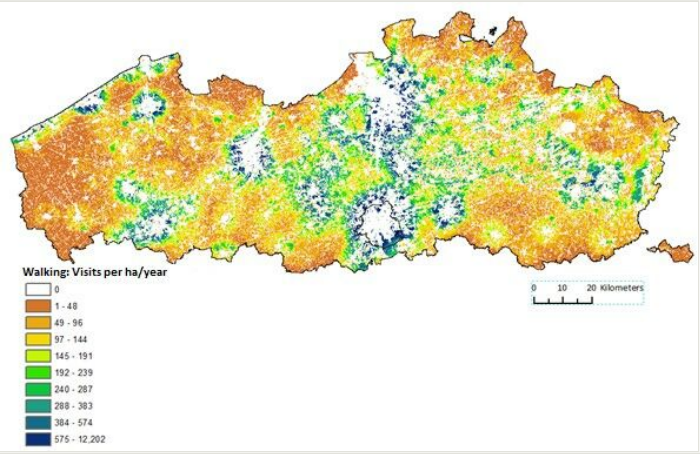 Walking: Visits per ha/year
0
1 - 48
49 - 96
97 - 144
145 - 191
192 - 239
240 - 287
288 - 383
384 - 574
575 - 12,202
0 10 20 Kilometers